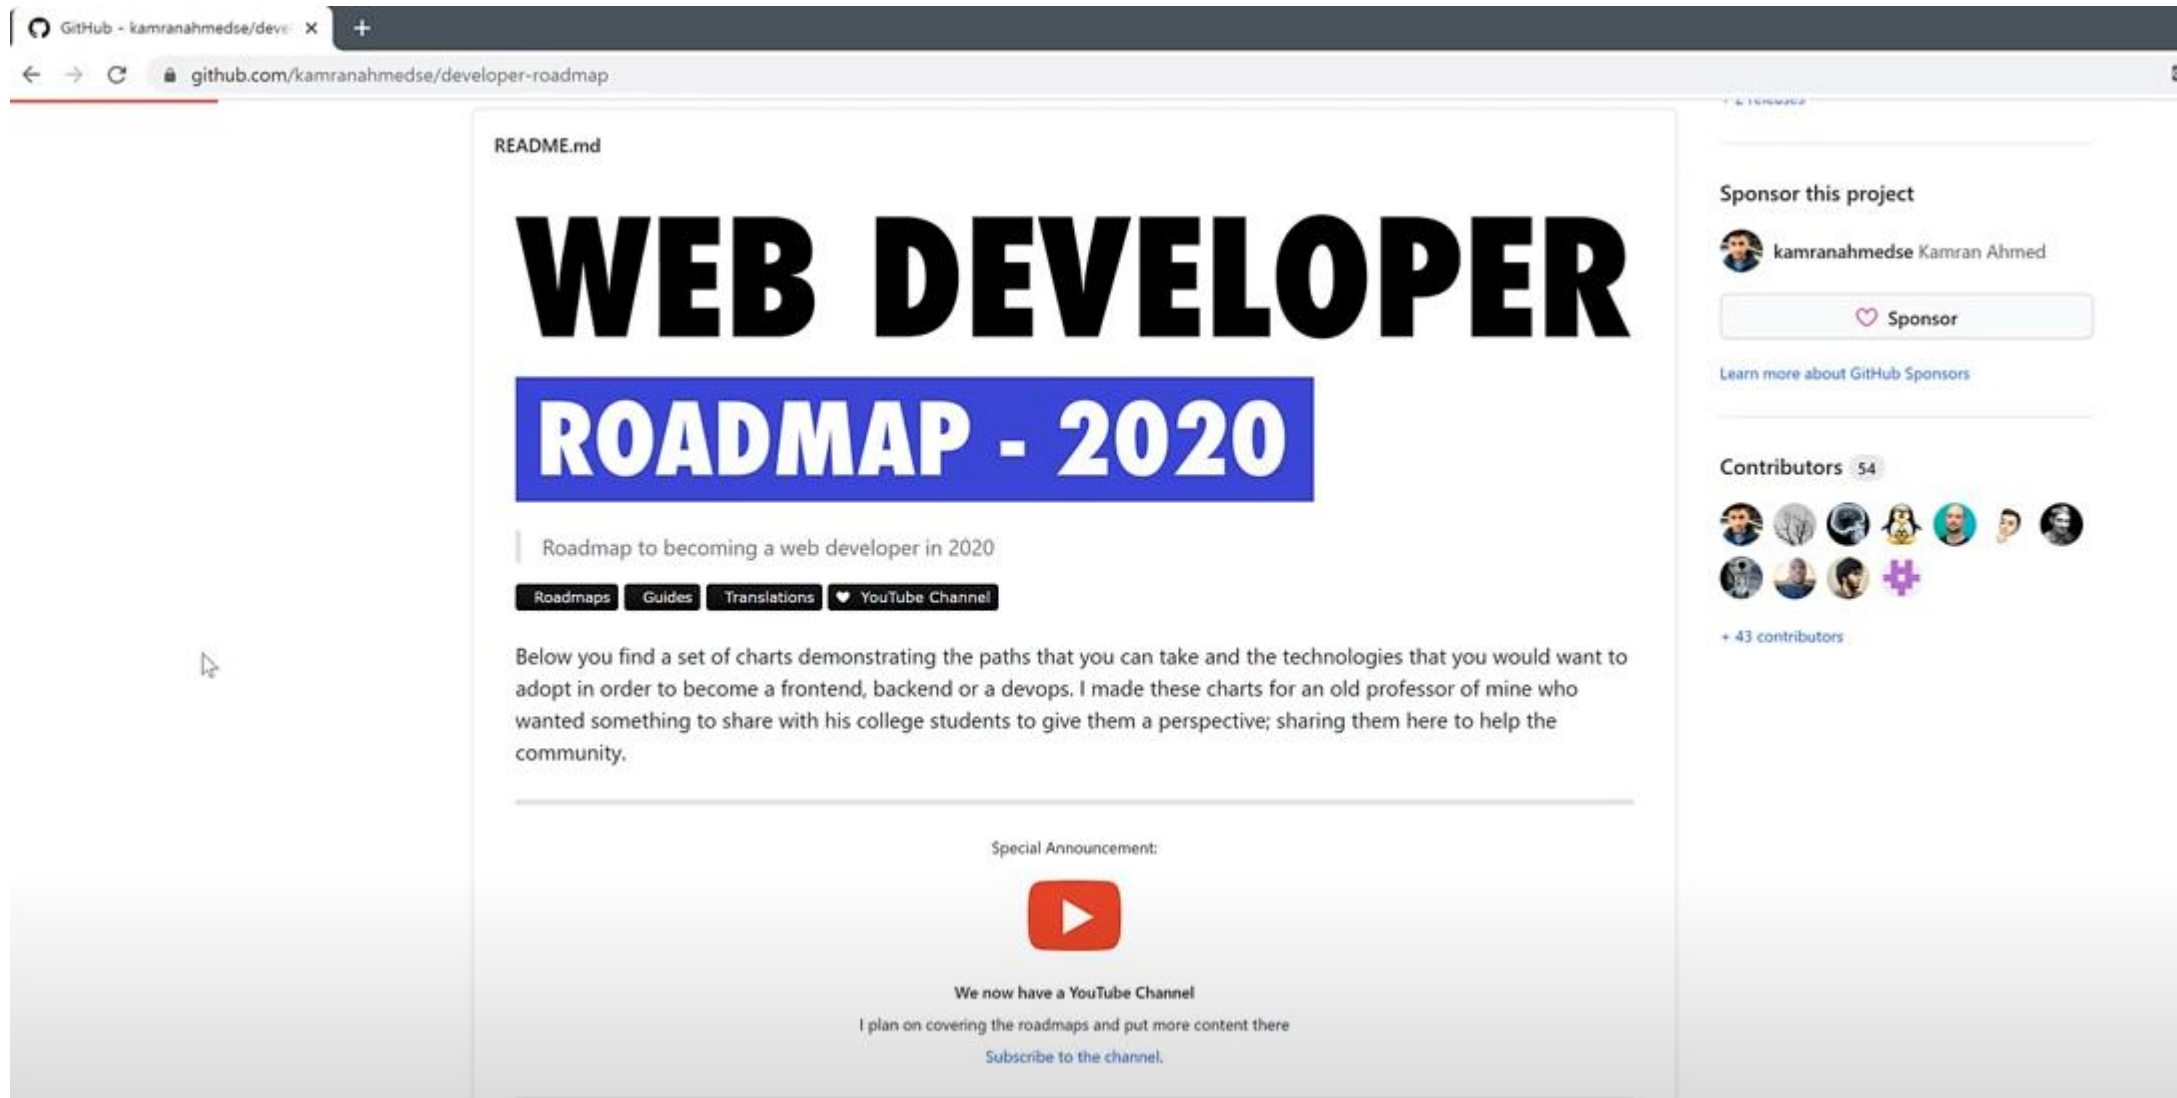 GitHub - kamranahmedse/deve
github.com/kamranahmedse/developer-roadmap
README.md
WEB DEVELOPER
ROADMAP - 2020
Roadmap to becoming a web developer in 2020
Roadmaps Guides Translations YouTube Channel
Below you find a set of charts demonstrating the paths that you can take and the technologies that you would want to
adopt in order to become a frontend, backend or a devops. I made these charts for an old professor of mine who
wanted something to share with his college students to give them a perspective; sharing them here to help the
community.
Special Announcement:
We now have a YouTube Channel
I plan on covering the roadmaps and put more content there
Subscribe to the channel.
+ 2 releases
Sponsor this project
kamranahmedse Kamran Ahmed
Sponsor
Learn more about GitHub Sponsors
Contributors 54
+ 43 contributors